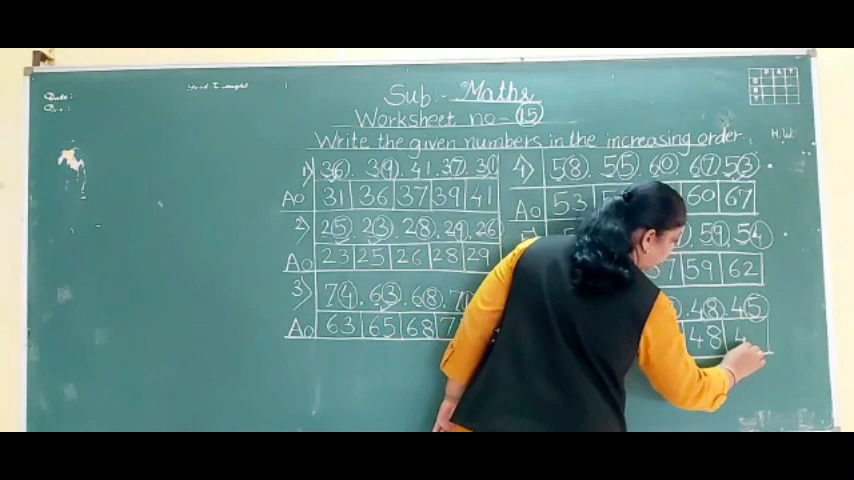 Sub - Maths
Worksheet no - 15
Write the given numbers in the increasing order.
H.W
DAY
1) 36. 39. 41. 37. 31
Ao 31 36 37 39 41
2) 25. 23. 28. 29. 26
Ao 23 25 26 28 29
3) 74. 63. 68.
Ao 63 65 68
4) 58. 55. 60. 67. 53
Ao 53 60 67
59, 54
59 62
48. 45
48 4